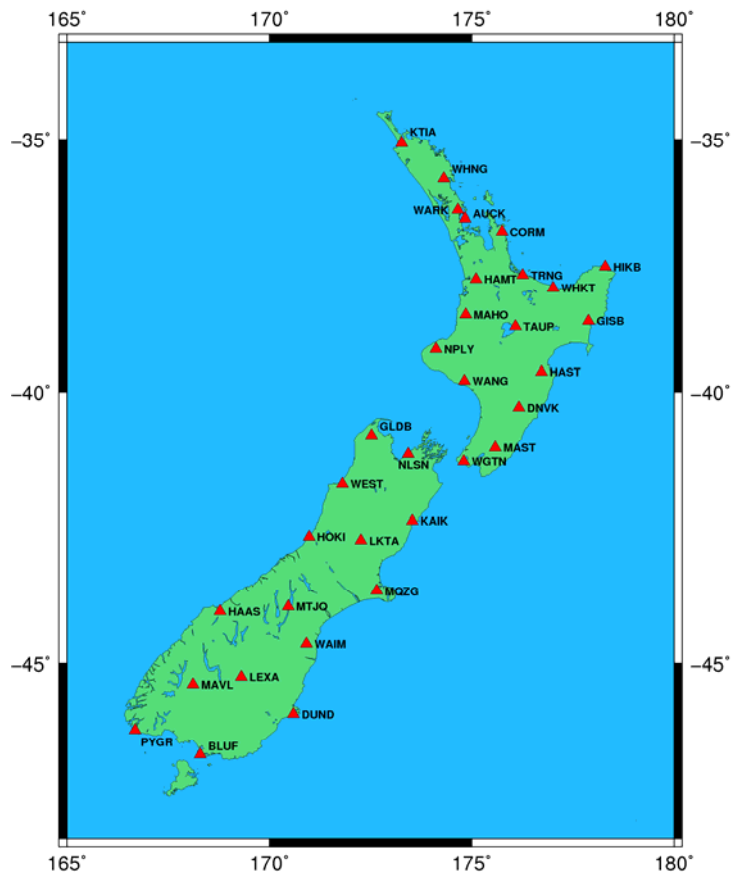 165° 170° 175° 180°
KTIA
−35° −35°
WHNG
WARK AUCK
CORM
HIKB
TRNG
HAMT
WHKT
MAHO GISB
TAUP
NPLY
HAST
WANG
−40° −40°
DNVK
GLDB
MAST
WGTN
NLSN
WEST
KAIK
HOKI LKTA
MQZG
MTJO
HAAS
WAIM
−45° −45°
LEXA
MAVL
DUND
PYGR
BLUF
165° 170° 175° 180°